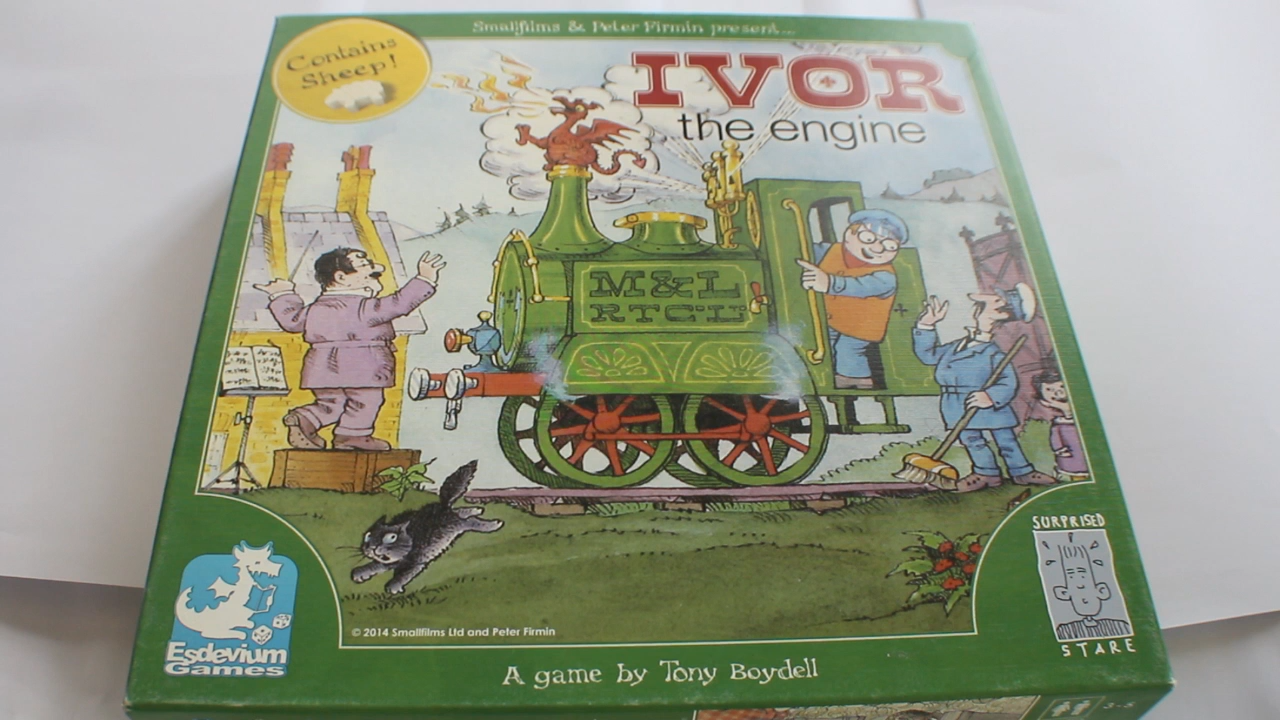 Smallfilms & Peter Firmin present...
Contains
Sheep!
IVOR
the engine
M&L
RTCLtd
SURPRISED
STARE
© 2014 Smallfilms Ltd and Peter Firmin
Esdevium
Games
A game by Tony Boydell